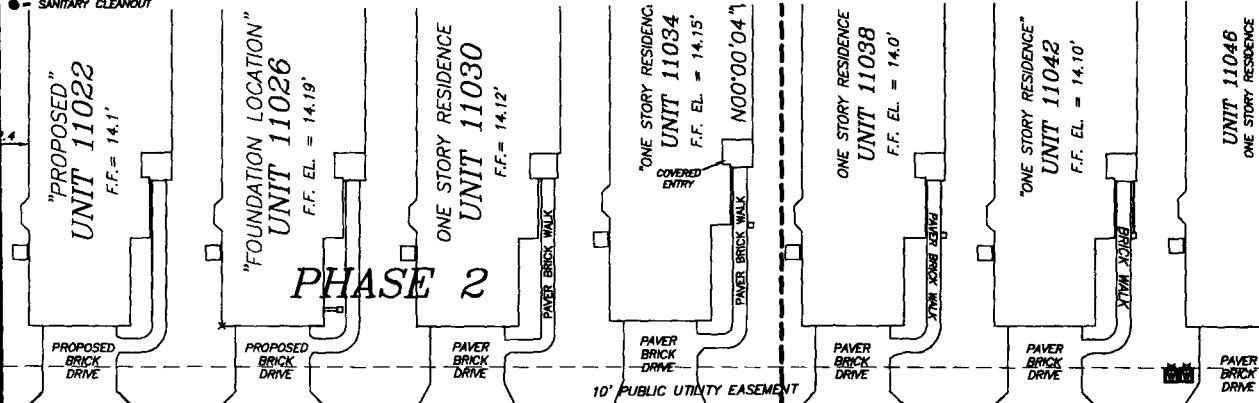 SANITARY CLEANOUT
"PROPOSED"
UNIT 11022
F.F.= 14.1'
"FOUNDATION LOCATION"
UNIT 11026
F.F. EL. = 14.19'
ONE STORY RESIDENCE
UNIT 11030
F.F.= 14.12'
"ONE STORY RESIDENC
UNIT 11034
F.F. EL. = 14.15'
N00°00'04"
COVERED
ENTRY
ONE STORY RESIDENCE
UNIT 11038
F.F. EL. = 14.0'
"ONE STORY RESIDENCE"
UNIT 11042
F.F. EL. = 14.10'
UNIT 11046
ONE STORY RESIDENCE
PHASE 2
PAVER BRICK WALK
PAVER BRICK WALK
PAVER BRICK WALK
BRICK WALK
PROPOSED
BRICK
DRIVE
PROPOSED
BRICK
DRIVE
PAVER
BRICK
DRIVE
PAVER
BRICK
DRIVE
PAVER
BRICK
DRIVE
PAVER
BRICK
DRIVE
PAVER
BRICK
DRIVE
10' PUBLIC UTILITY EASEMENT